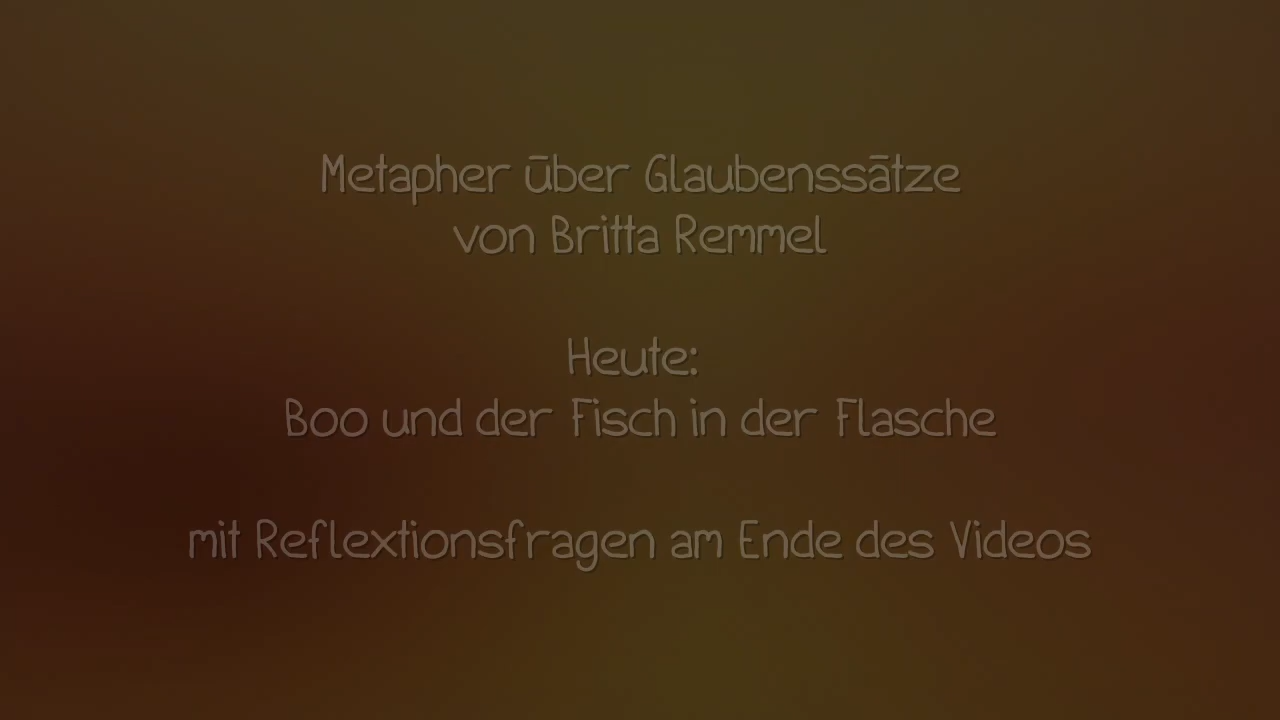 Metapher über Glaubenssätze
von Britta Remmel
Heute:
Boo und der Fisch in der Flasche
mit Reflextionsfragen am Ende des Videos